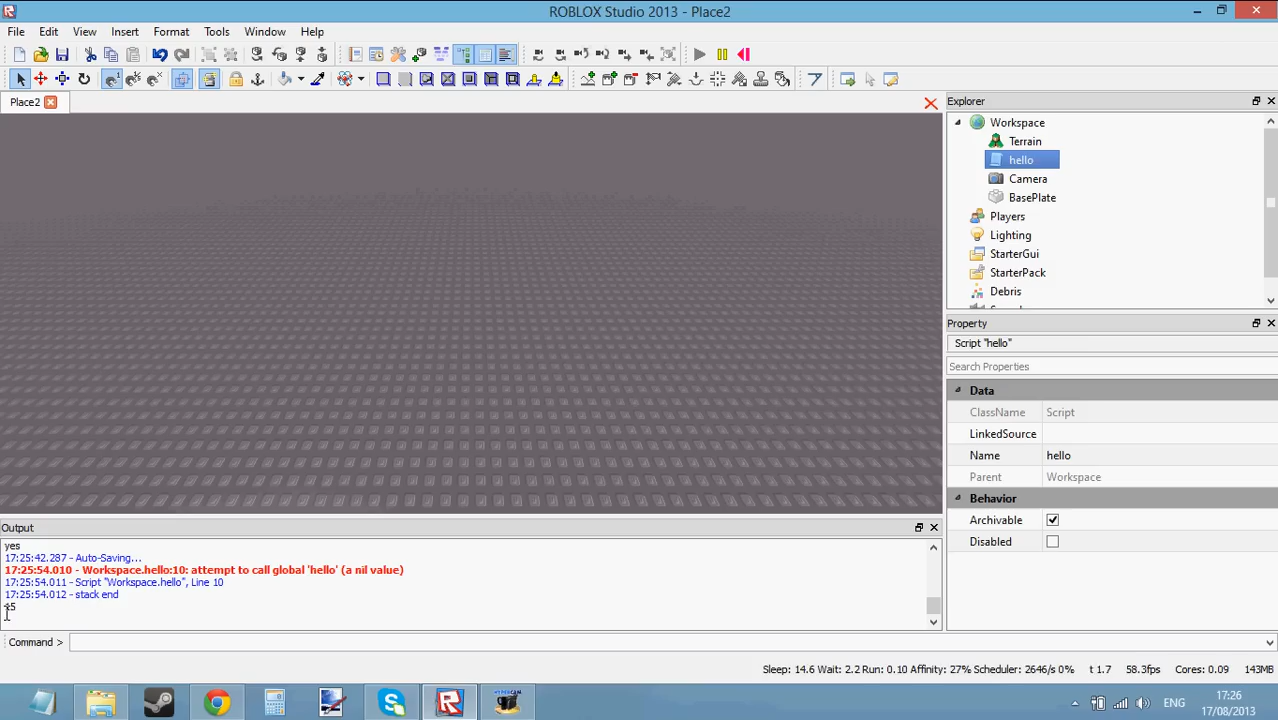 ROBLOX Studio 2013 - Place2
File Edit View Insert Format Tools Window Help
Place2
Explorer
Workspace
Terrain
hello
Camera
BasePlate
Players
Lighting
StarterGui
StarterPack
Debris
Property
Script "hello"
Search Properties
Data
ClassName Script
LinkedSource
Name hello
Parent Workspace
Behavior
Archivable
Disabled
Output
yes
17:25:42.287 - Auto-Saving...
17:25:54.010 - Workspace.hello:10: attempt to call global 'hello' (a nil value)
17:25:54.011 - Script "Workspace.hello", Line 10
17:25:54.012 - stack end
Command >
Sleep: 14.6 Wait: 2.2 Run: 0.10 Affinity: 27% Scheduler: 2646/s 0% t 1.7 58.3fps Cores: 0.09 143MB
ENG
17:26
17/08/2013